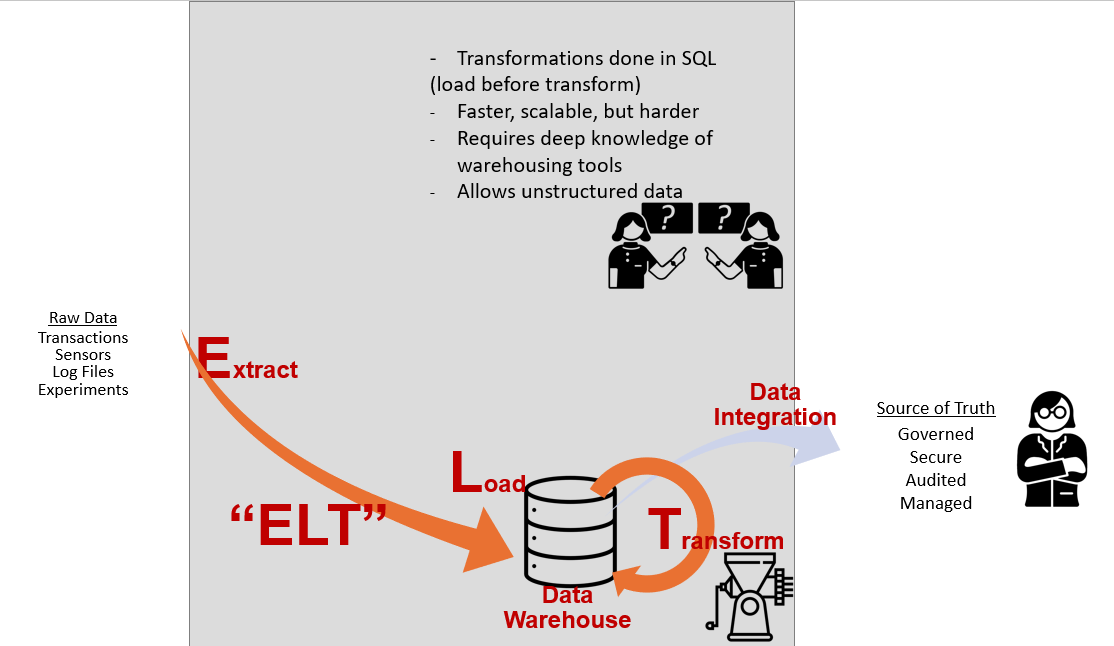 - Transformations done in SQL
(load before transform)
- Faster, scalable, but harder
- Requires deep knowledge of
warehousing tools
- Allows unstructured data
? ?
Raw Data
Transactions
Sensors
Log Files
Experiments
Extract
Load
“ELT”
Transform
Data
Warehouse
Data
Integration
Source of Truth
Governed
Secure
Audited
Managed